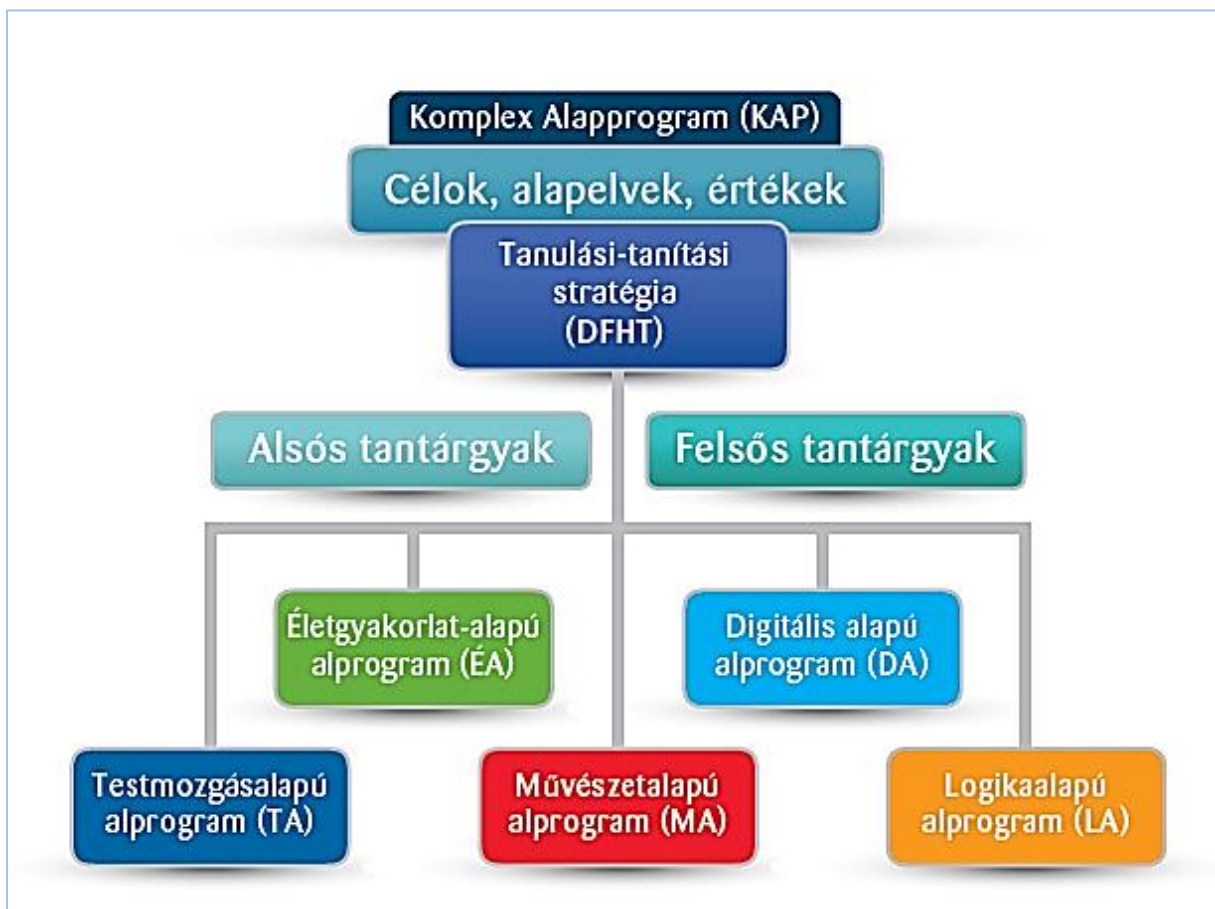 Komplex Alapprogram (KAP)
Célok, alapelvek, értékek
Tanulási-tanítási
stratégia
(DFHT)
Alsós tantárgyak
Felsős tantárgyak
Életgyakorlat-alapú
alprogram (ÉA)
Digitális alapú
alprogram (DA)
Testmozgásalapú
alprogram (TA)
Művészetalapú
alprogram (MA)
Logikaalapú
alprogram (LA)